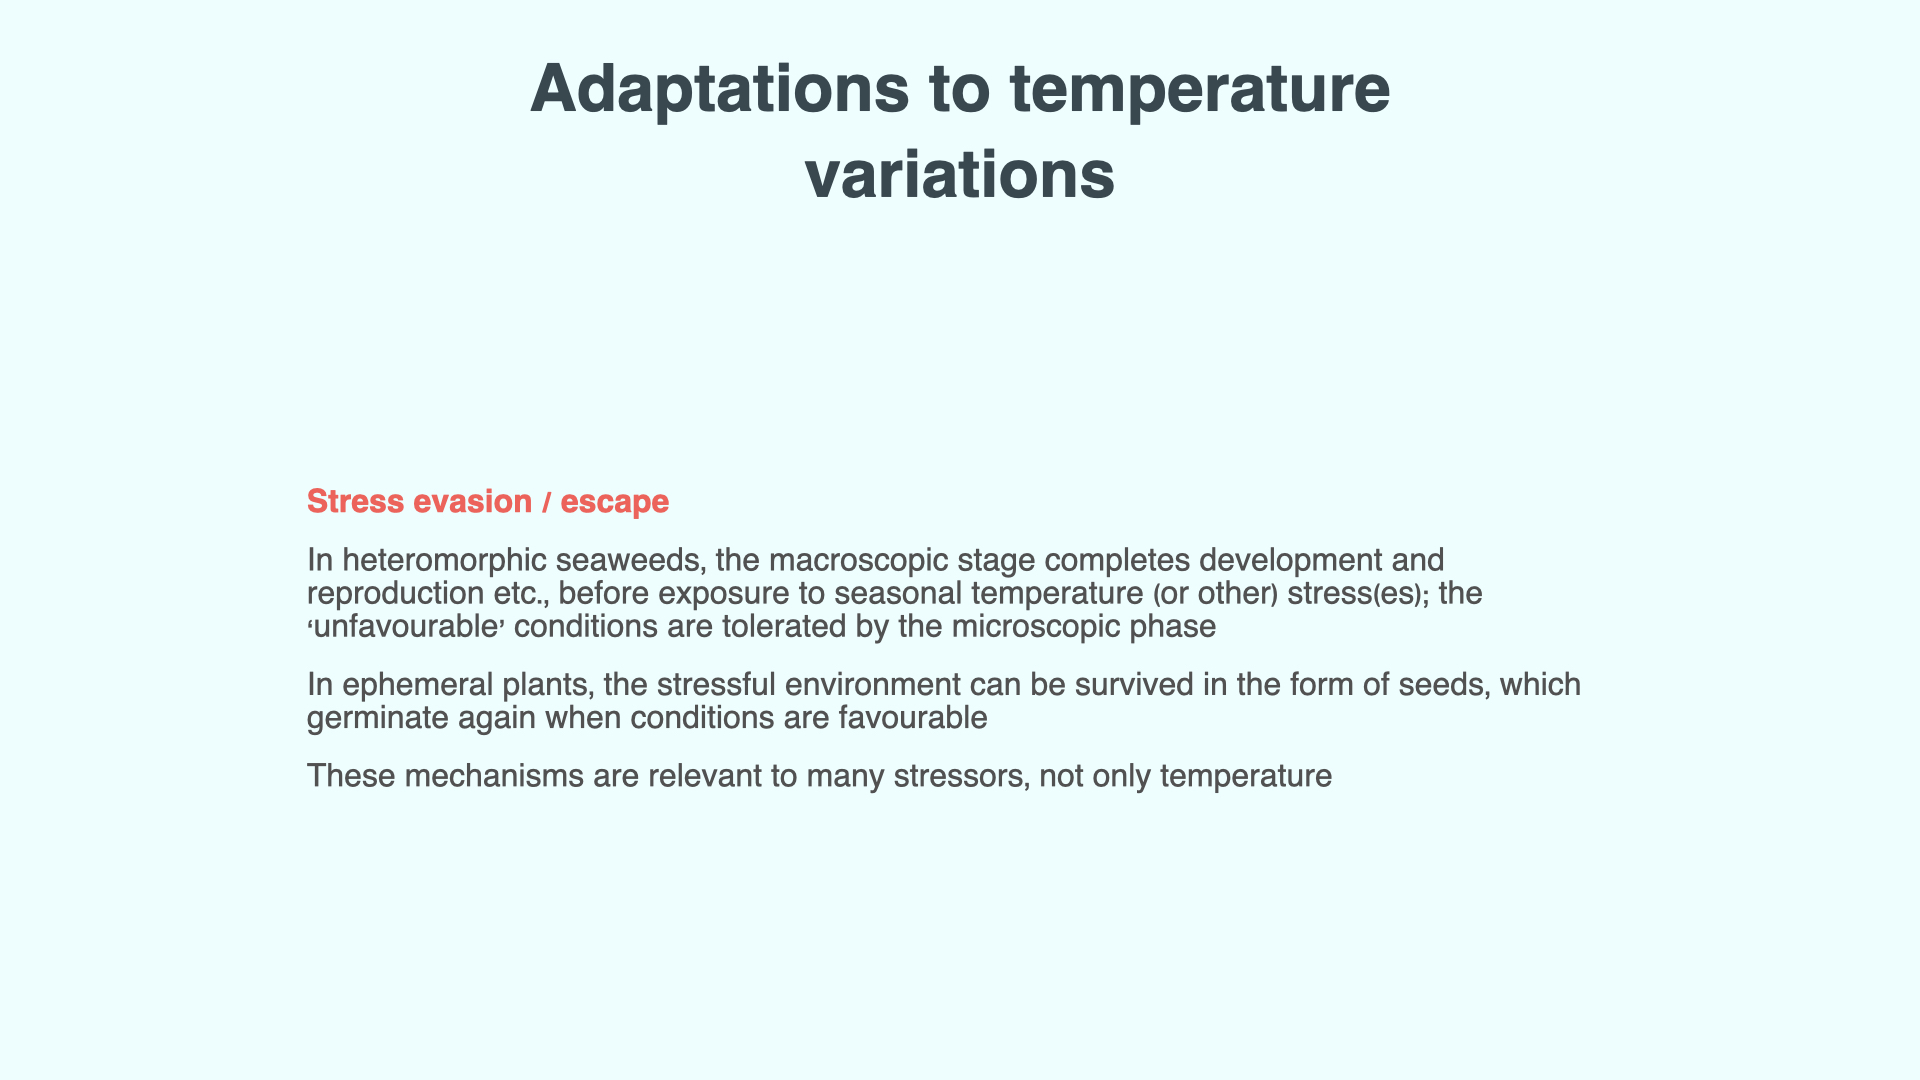 Adaptations to temperature
variations
Stress evasion / escape
In heteromorphic seaweeds, the macroscopic stage completes development and
reproduction etc., before exposure to seasonal temperature (or other) stress(es); the
‘unfavourable’ conditions are tolerated by the microscopic phase
In ephemeral plants, the stressful environment can be survived in the form of seeds, which
germinate again when conditions are favourable
These mechanisms are relevant to many stressors, not only temperature